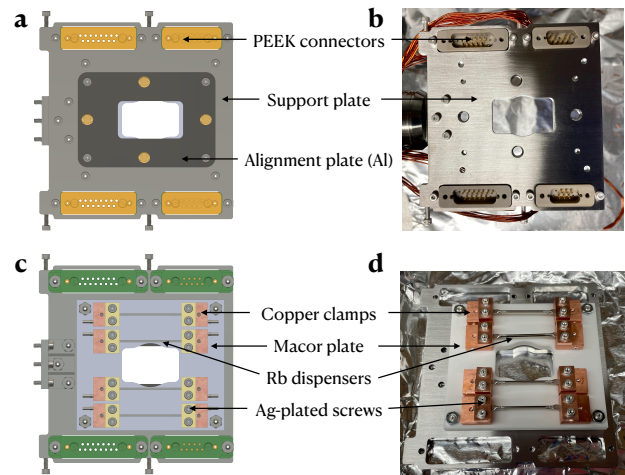 a
b
PEEK connectors
Support plate
Alignment plate (Al)
c
d
Copper clamps
Macor plate
Rb dispensers
Ag-plated screws